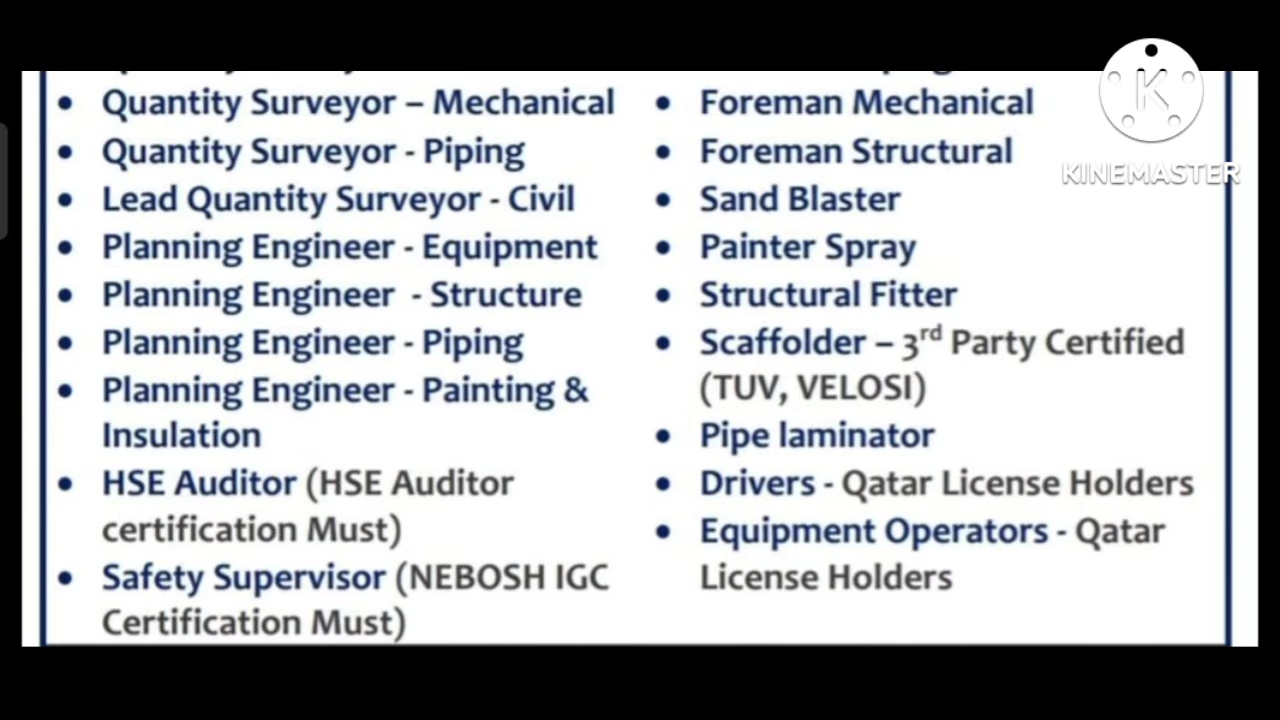 Quantity Surveyor – Mechanical
Quantity Surveyor - Piping
Lead Quantity Surveyor - Civil
Planning Engineer - Equipment
Planning Engineer - Structure
Planning Engineer - Piping
Planning Engineer - Painting &
Insulation
HSE Auditor (HSE Auditor
certification Must)
Safety Supervisor (NEBOSH IGC
Certification Must)
Foreman Mechanical
Foreman Structural
Sand Blaster
Painter Spray
Structural Fitter
Scaffolder – 3rd Party Certified
(TUV, VELOSI)
Pipe laminator
Drivers - Qatar License Holders
Equipment Operators - Qatar
License Holders
K
KINEMASTER